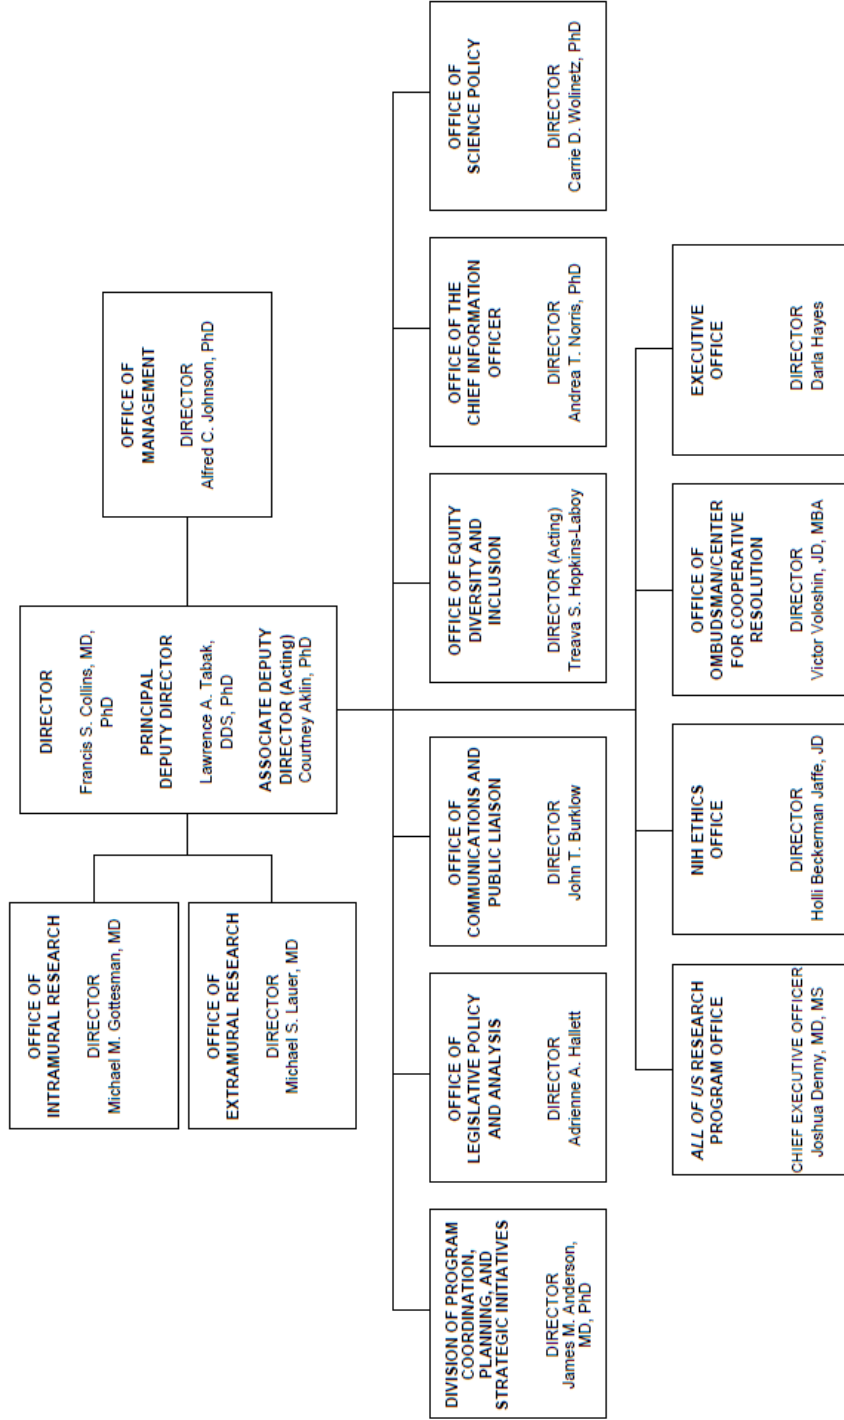 DIRECTOR
Francis S. Collins, MD,
PhD
PRINCIPAL
DEPUTY DIRECTOR
Lawrence A. Tabak,
DDS, PhD
ASSOCIATE DEPUTY
DIRECTOR (Acting)
Courtney Aklin, PhD
OFFICE OF
INTRAMURAL RESEARCH
DIRECTOR
Michael M. Gottesman, MD
OFFICE OF
EXTRAMURAL RESEARCH
DIRECTOR
Michael S. Lauer, MD
OFFICE OF
MANAGEMENT
DIRECTOR
Alfred C. Johnson, PhD
DIVISION OF PROGRAM
COORDINATION,
PLANNING, AND
STRATEGIC INITIATIVES
DIRECTOR
James M. Anderson,
MD, PhD
OFFICE OF
LEGISLATIVE POLICY
AND ANALYSIS
DIRECTOR
Adrienne A. Hallett
OFFICE OF
COMMUNICATIONS AND
PUBLIC LIAISON
DIRECTOR
John T. Burklow
OFFICE OF EQUITY
DIVERSITY AND
INCLUSION
DIRECTOR (Acting)
Treava S. Hopkins-Laboy
OFFICE OF THE
CHIEF INFORMATION
OFFICER
DIRECTOR
Andrea T. Norris, PhD
OFFICE OF
SCIENCE POLICY
DIRECTOR
Carrie D. Wolinetz, PhD
ALL OF US RESEARCH
PROGRAM OFFICE
CHIEF EXECUTIVE OFFICER
Joshua Denny, MD, MS
NIH ETHICS
OFFICE
DIRECTOR
Holli Beckerman Jaffe, JD
OFFICE OF
OMBUDSMAN/CENTER
FOR COOPERATIVE
RESOLUTION
DIRECTOR
Victor Voloshin, JD, MBA
EXECUTIVE
OFFICE
DIRECTOR
Darla Hayes